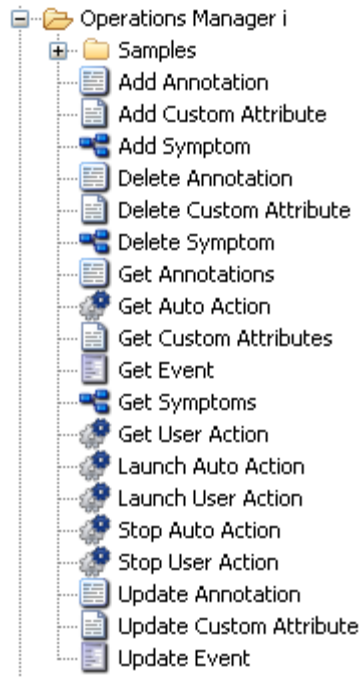 Operations Manager i
Samples
Add Annotation
Add Custom Attribute
Add Symptom
Delete Annotation
Delete Custom Attribute
Delete Symptom
Get Annotations
Get Auto Action
Get Custom Attributes
Get Event
Get Symptoms
Get User Action
Launch Auto Action
Launch User Action
Stop Auto Action
Stop User Action
Update Annotation
Update Custom Attribute
Update Event